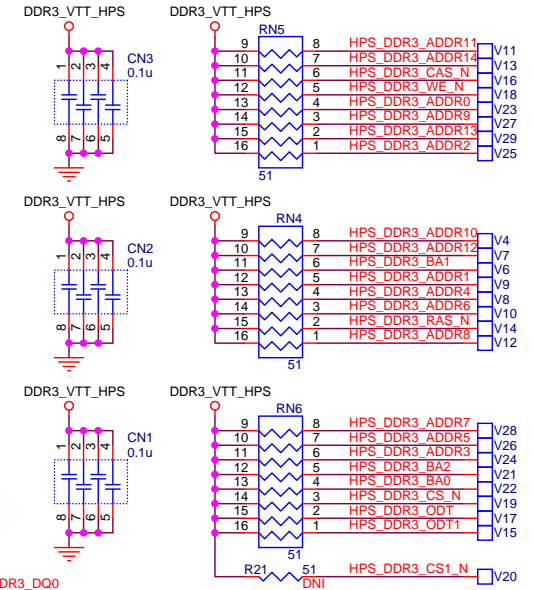 DDR3_VTT_HPS DDR3_VTT_HPS
RN5
1 2 3 4 CN3 0.1u 8 7 6 5
9 8 HPS_DDR3_ADDR11 V11
10 7 HPS_DDR3_ADDR14 V13
11 6 HPS_DDR3_CAS_N V16
12 5 HPS_DDR3_WE_N V18
13 4 HPS_DDR3_ADDR0 V23
14 3 HPS_DDR3_ADDR9 V27
15 2 HPS_DDR3_ADDR13 V29
16 1 HPS_DDR3_ADDR2 V25
51
DDR3_VTT_HPS DDR3_VTT_HPS
RN4
1 2 3 4 CN2 0.1u 8 7 6 5
9 8 HPS_DDR3_ADDR10 V4
10 7 HPS_DDR3_ADDR12 V7
11 6 HPS_DDR3_BA1 V6
12 5 HPS_DDR3_ADDR1 V9
13 4 HPS_DDR3_ADDR4 V8
14 3 HPS_DDR3_ADDR6 V10
15 2 HPS_DDR3_RAS_N V14
16 1 HPS_DDR3_ADDR8 V12
51
DDR3_VTT_HPS DDR3_VTT_HPS
RN6
1 2 3 4 CN1 0.1u 8 7 6 5
9 8 HPS_DDR3_ADDR7 V28
10 7 HPS_DDR3_ADDR5 V26
11 6 HPS_DDR3_ADDR3 V24
12 5 HPS_DDR3_BA2 V21
13 4 HPS_DDR3_BA0 V22
14 3 HPS_DDR3_CS_N V19
15 2 HPS_DDR3_ODT V17
16 1 HPS_DDR3_ODT1 V15
51
R21 51 HPS_DDR3_CS1_N V20
DR3_DQ0 DNI